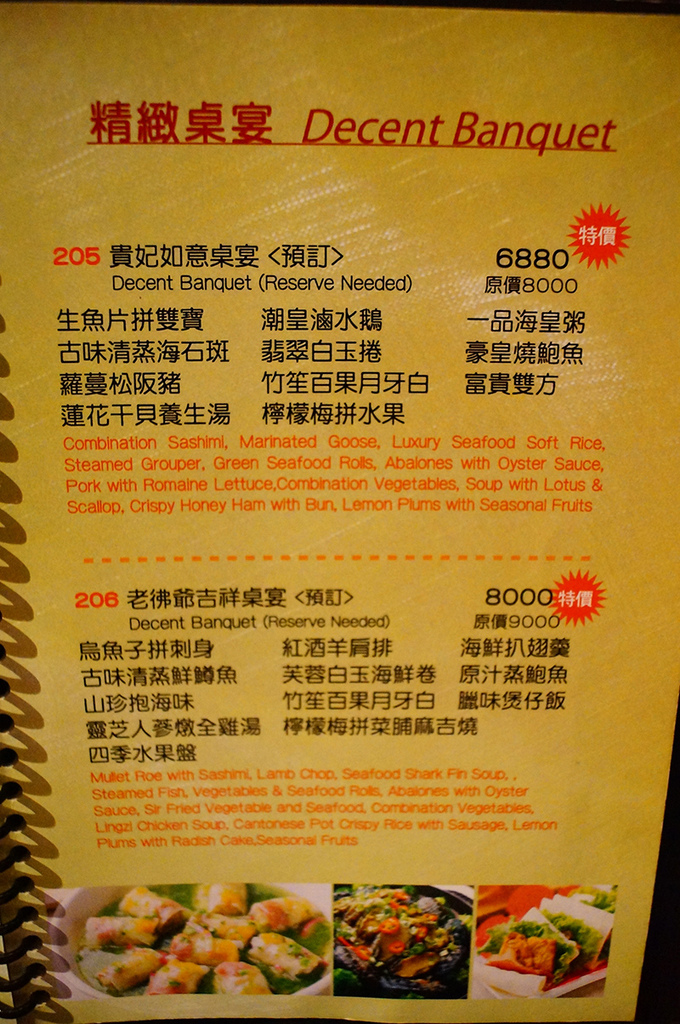 精緻桌宴 Decent Banquet
特價
205 貴妃如意桌宴 <預訂> 6880
Decent Banquet (Reserve Needed) 原價8000
生魚片拼雙寶 潮皇滷水鵝 一品海皇粥
古味清蒸海石斑 翡翠白玉捲 豪皇燒鮑魚
蘿蔓松阪豬 竹笙百果月牙白 富貴雙方
蓮花干貝養生湯 檸檬梅拼水果
Combination Sashimi, Marinated Goose, Luxury Seafood Soft Rice,
Steamed Grouper, Green Seafood Rolls, Abalones with Oyster Sauce,
Pork with Romaine Lettuce,Combination Vegetables, Soup with Lotus &
Scallop, Crispy Honey Ham with Bun, Lemon Plums with Seasonal Fruits
206 老彿爺吉祥桌宴 <預訂> 8000 特價
Decent Banquet (Reserve Needed) 原價9000
烏魚子拼刺身 紅酒羊肩排 海鮮扒翅羹
古味清蒸鮮鱒魚 芙蓉白玉海鮮卷 原汁蒸鮑魚
山珍抱海味 竹笙百果月牙白 臘味煲仔飯
靈芝人蔘燉全雞湯 檸檬梅拼菜脯麻吉燒
四季水果盤
Mullet Roe with Sashimi, Lamb Chop, Seafood Shark Fin Soup, ,
Steamed Fish, Vegetables & Seafood Rolls, Abalones with Oyster
Sauce, Sir Fried Vegetable and Seafood, Combination Vegetables,
Lingzi Chicken Soup, Cantonese Pot Crispy Rice with Sausage, Lemon
Plums with Radish Cake,Seasonal Fruits